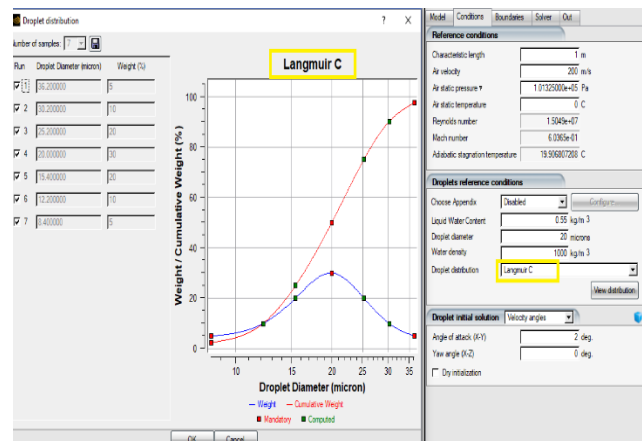 Droplet distribution
? X
Number of samples: 7
Run Droplet Diameter (micron) Weight (%)
1 36.200000 5
2 30.200000 10
3 25.200000 20
4 20.000000 30
5 15.400000 20
6 12.200000 10
7 8.400000 5
Langmuir C
Weight / Cumulative Weight (%)
100
80
60
40
20
0
10 15 20 25 30 35
Droplet Diameter (micron)
Weight Cumulative Weight
Mandatory Computed
OK Cancel
Model Conditions Boundaries Solver Out
Reference conditions
Characteristic length 1 m
Air velocity 200 m/s
Air static pressure 1.01325000e+05 Pa
Air static temperature 0 C
Reynolds number 1.5049e+07
Mach number 6.0365e-01
Adiabatic stagnation temperature 19.906807208 C
Droplets reference conditions
Choose Appendix Disabled Configure
Liquid Water Content 0.55 kg/m 3
Droplet diameter 20 microns
Water density 1000 kg/m 3
Droplet distribution Langmuir C
View distribution
Droplet initial solution Velocity angles
Angle of attack (X-Y) 2 deg.
Yaw angle (X-Z) 0 deg.
Dry initialization